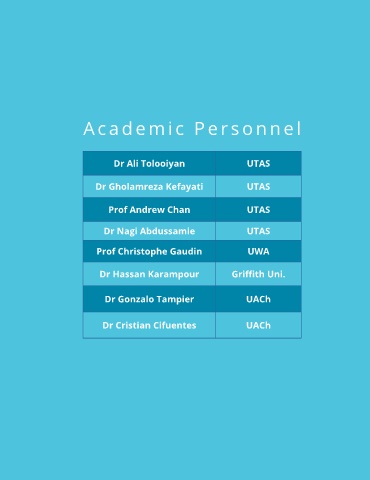 Academic Personnel
Dr Ali Tolooiyan UTAS
Dr Gholamreza Kefayati UTAS
Prof Andrew Chan UTAS
Dr Nagi Abdussamie UTAS
Prof Christophe Gaudin UWA
Dr Hassan Karampour Griffith Uni.
Dr Gonzalo Tampier UACh
Dr Cristian Cifuentes UACh